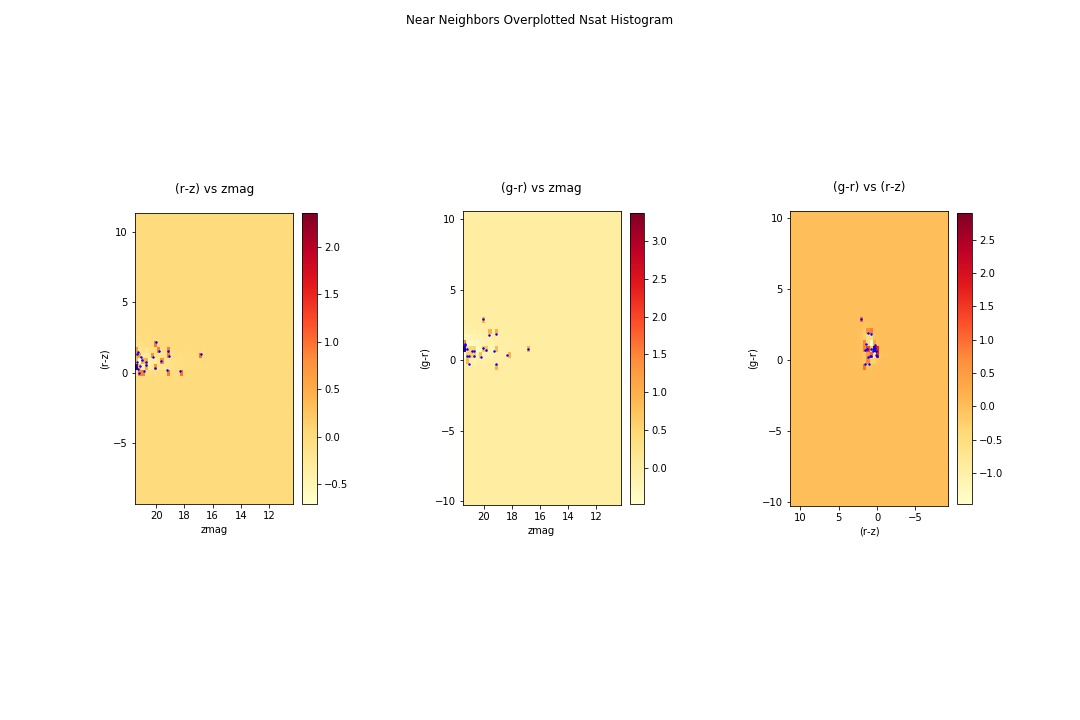 Near Neighbors Overplotted Nsat Histogram
(r-z) vs zmag
10
5
0
−5
(r-z)
20 18 16 14 12
zmag
2.0
1.5
1.0
0.5
0.0
−0.5
(g-r) vs zmag
10
5
0
−5
−10
(g-r)
20 18 16 14 12
zmag
3.0
2.5
2.0
1.5
1.0
0.5
0.0
(g-r) vs (r-z)
10
5
0
−5
−10
(g-r)
10 5 0 −5
(r-z)
2.5
2.0
1.5
1.0
0.5
0.0
−0.5
−1.0